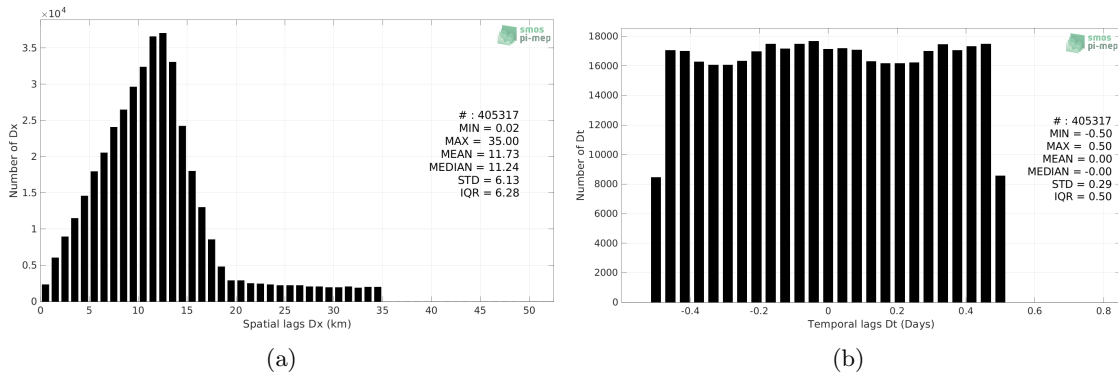 ×10⁴
3.5
3
2.5
2
1.5
1
0.5
0
Number of Dx
smos
pi-mep
# : 405317
MIN = 0.02
MAX = 35.00
MEAN = 11.73
MEDIAN = 11.24
STD = 6.13
IQR = 6.28
0 5 10 15 20 25 30 35 40 45 50
Spatial lags Dx (km)
(a)
18000
16000
14000
12000
10000
8000
6000
4000
2000
0
Number of Dt
smos
pi-mep
# : 405317
MIN = -0.50
MAX = 0.50
MEAN = 0.00
MEDIAN = -0.00
STD = 0.29
IQR = 0.50
-0.4 -0.2 0 0.2 0.4 0.6 0.8
Temporal lags Dt (Days)
(b)